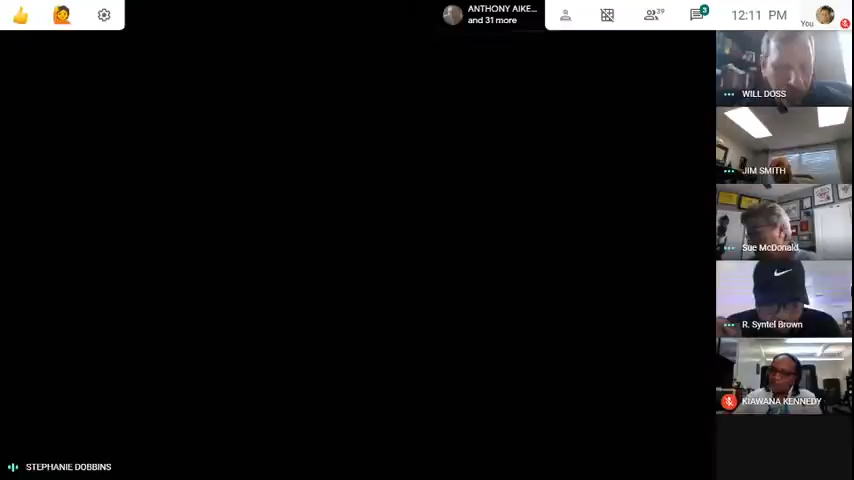 ANTHONY AIKE...
and 31 more
39
3
12:11 PM
You
WILL DOSS
JIM SMITH
Sue McDonald
R. Syntel Brown
KIAWANA KENNEDY
STEPHANIE DOBBINS